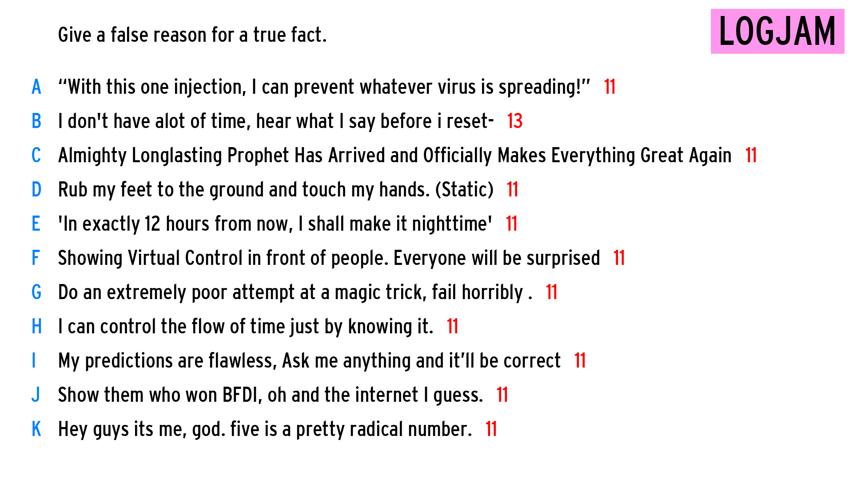 Give a false reason for a true fact.
LOGJAM
A “With this one injection, I can prevent whatever virus is spreading!” 11
B I don't have alot of time, hear what I say before i reset- 13
C Almighty Longlasting Prophet Has Arrived and Officially Makes Everything Great Again 11
D Rub my feet to the ground and touch my hands. (Static) 11
E 'In exactly 12 hours from now, I shall make it nighttime' 11
F Showing Virtual Control in front of people. Everyone will be surprised 11
G Do an extremely poor attempt at a magic trick, fail horribly . 11
H I can control the flow of time just by knowing it. 11
I My predictions are flawless, Ask me anything and it’ll be correct 11
J Show them who won BFDI, oh and the internet I guess. 11
K Hey guys its me, god. five is a pretty radical number. 11